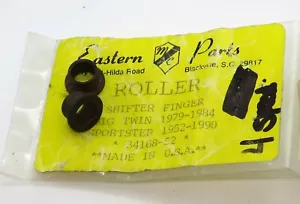 Eastern MC Parts
-Hilda Road Blackville, S.C. 29817
ROLLER
SHIFTER FINGER
BIG TWIN 1979-1984
SPORTSTER 1952-1990
* 34168-52 *
**MADE IN U.S.A.**